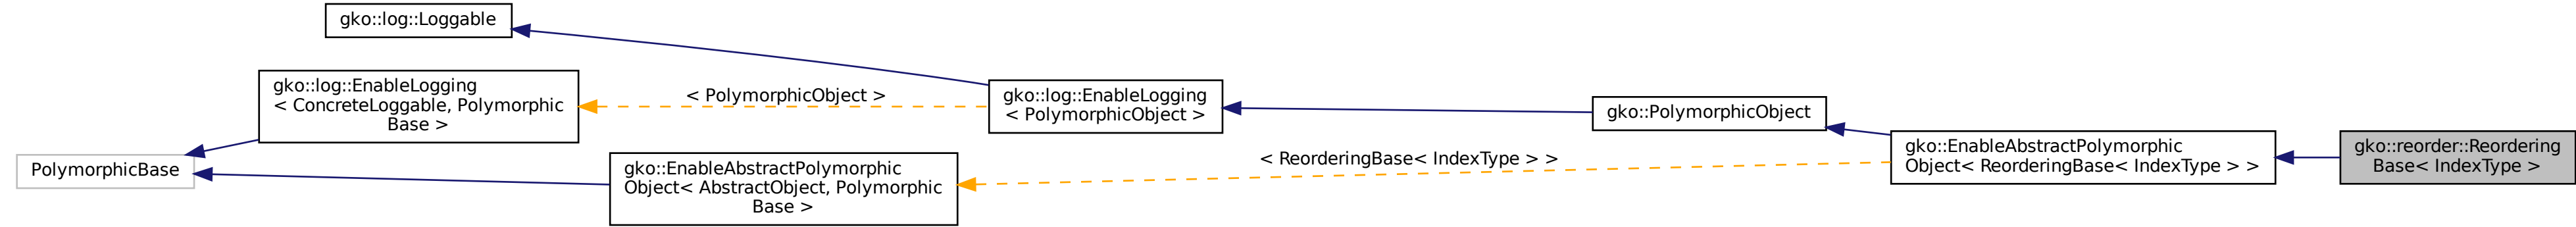 gko::log::Loggable
gko::log::EnableLogging
< ConcreteLoggable, Polymorphic
Base >
PolymorphicBase
< PolymorphicObject >
gko::log::EnableLogging
< PolymorphicObject >
gko::EnableAbstractPolymorphic
Object< AbstractObject, Polymorphic
Base >
< ReorderingBase< IndexType > >
gko::PolymorphicObject
gko::EnableAbstractPolymorphic
Object< ReorderingBase< IndexType > >
gko::reorder::Reordering
Base< IndexType >